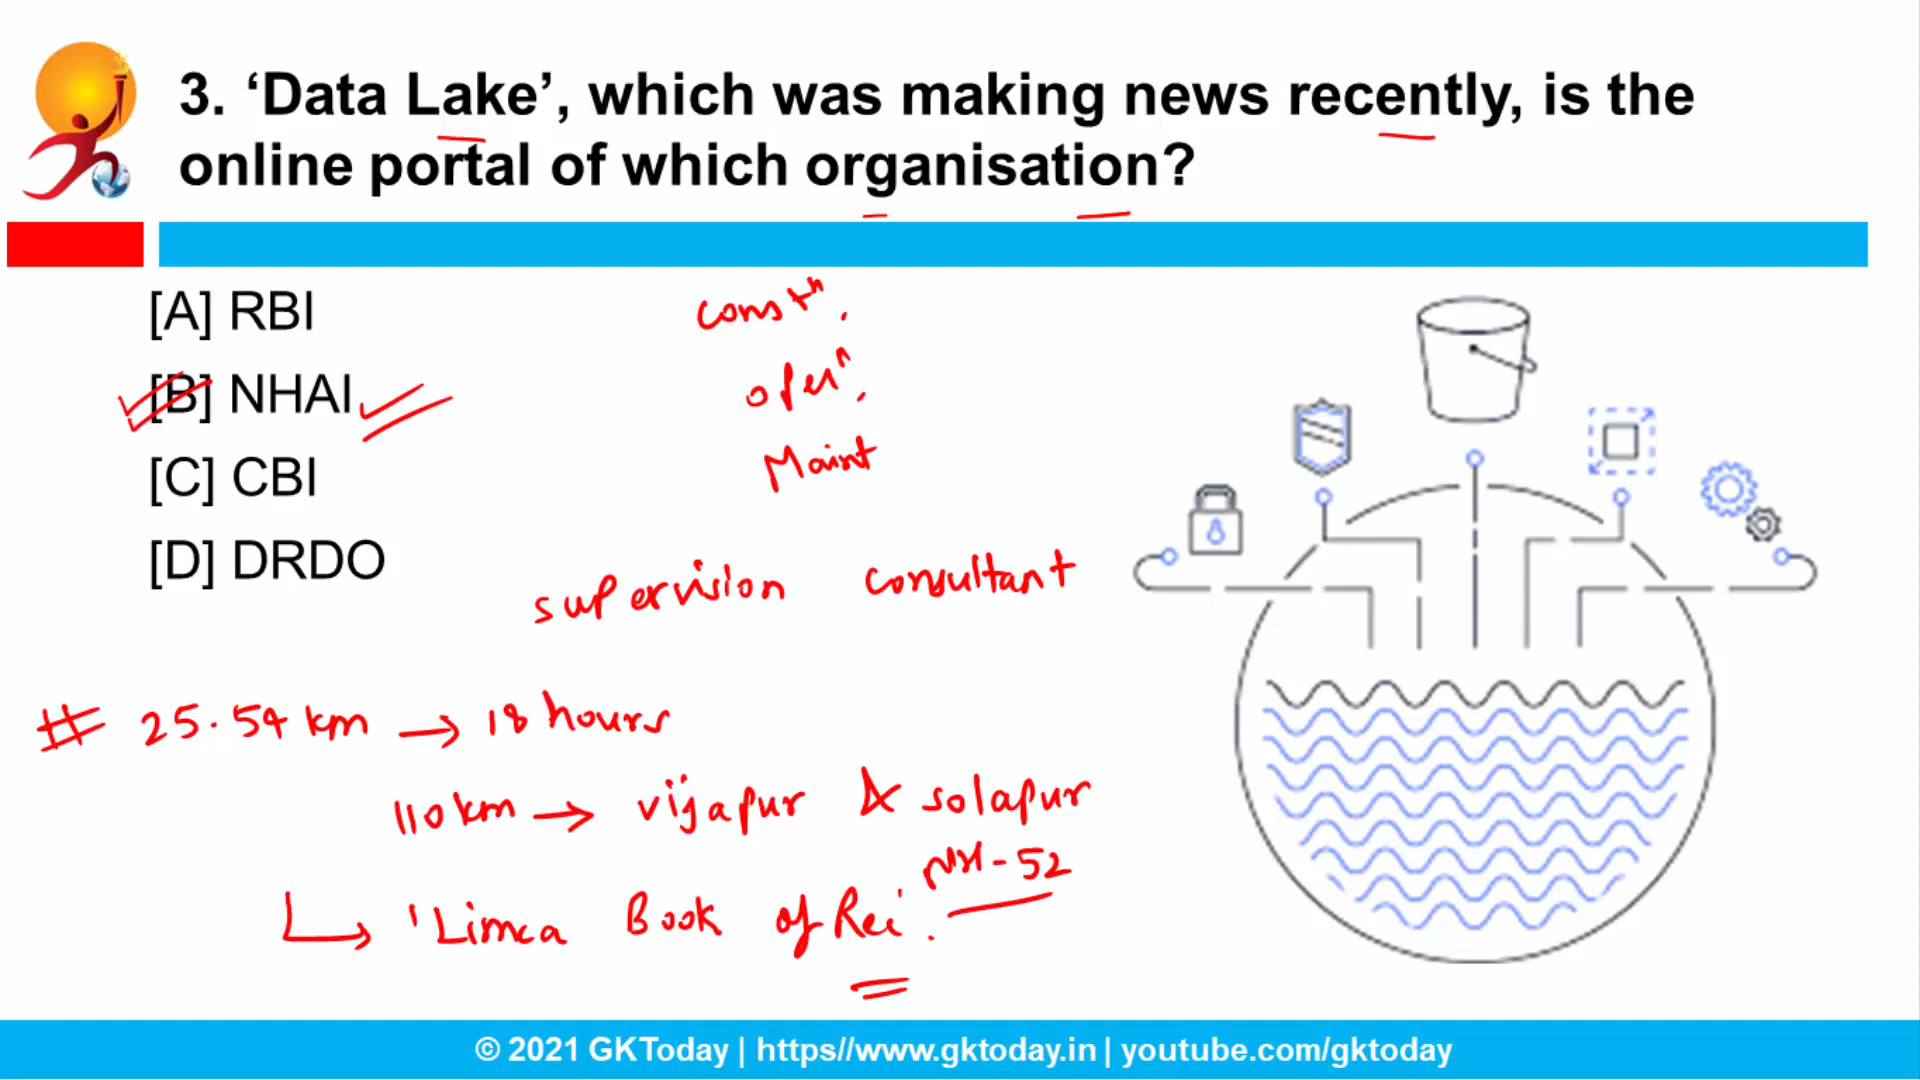 3. ‘Data Lake’, which was making news recently, is the
online portal of which organisation?
[A] RBI
[B] NHAI
[C] CBI
[D] DRDO
constn.
opern.
Maint
supervision consultant
# 25.54 km → 18 hours
110 km → vijapur & solapur
NH-52
'Limca Book of Rec'.
© 2021 GKToday | https//www.gktoday.in | youtube.com/gktoday